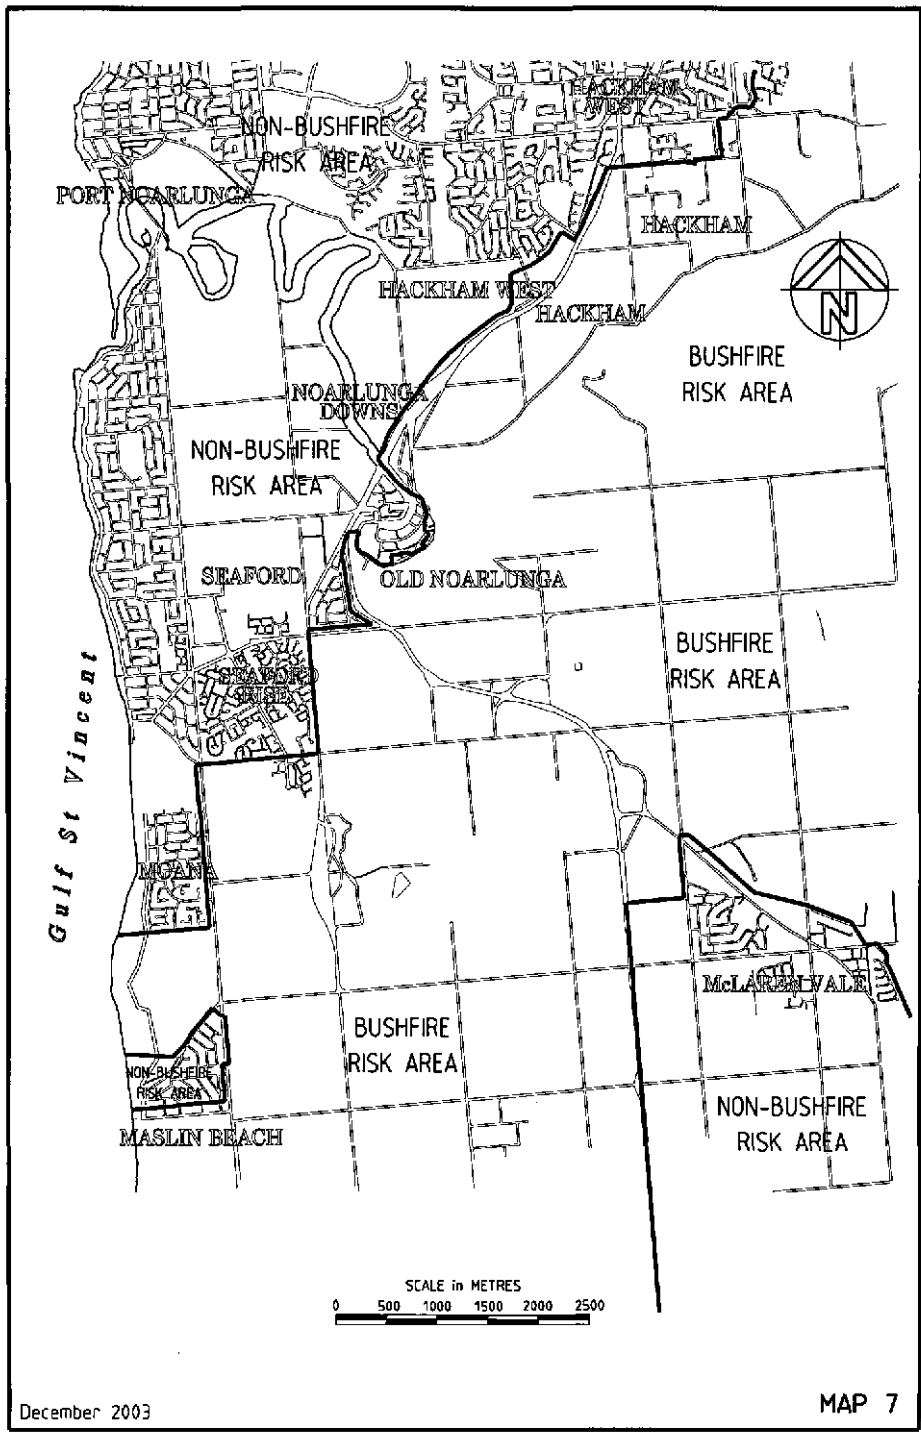 HACKHAM
WEST
NON-BUSHFIRE
RISK AREA
PORT NOARLUNGA
HACKHAM
HACKHAM WEST
HACKHAM
N
BUSHFIRE
RISK AREA
NOARLUNGA
DOWNS
NON-BUSHFIRE
RISK AREA
SEAFORD
OLD NOARLUNGA
BUSHFIRE
RISK AREA
SEAFORD
RISE
Gulf St Vincent
MOANA
McLAREN VALE
BUSHFIRE
RISK AREA
NON-BUSHFIRE
RISK AREA
NON-BUSHFIRE
RISK AREA
MASLIN BEACH
SCALE in METRES
0 500 1000 1500 2000 2500
December 2003
MAP 7